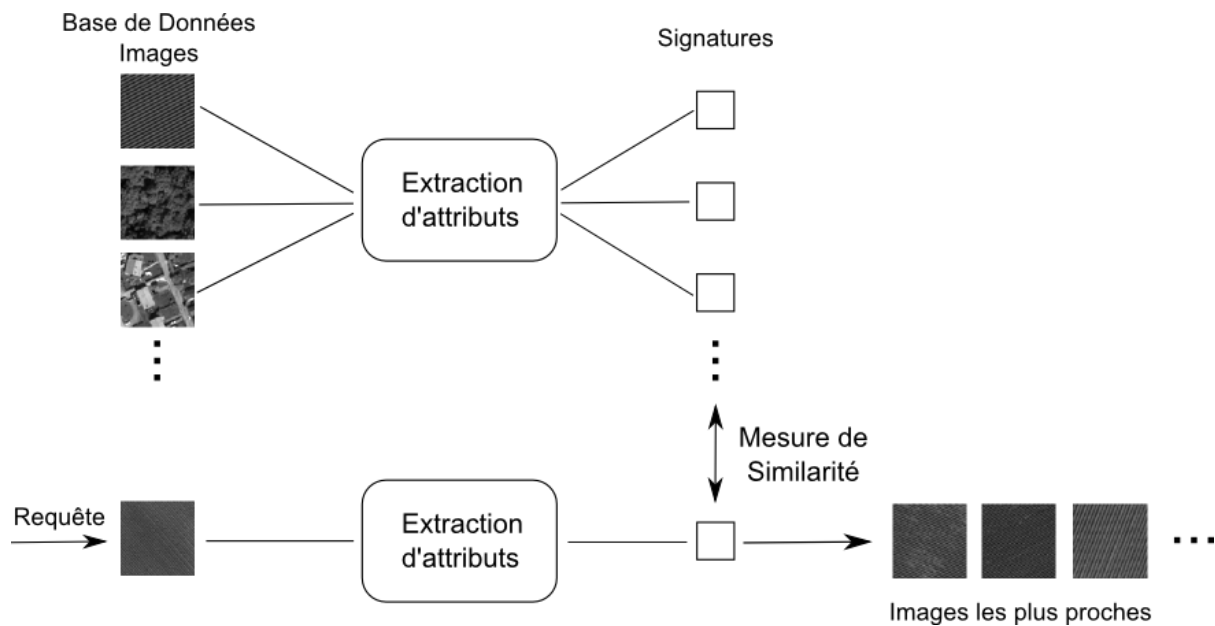 Base de Données
Images
Signatures
Extraction
d'attributs
Mesure de
Similarité
Requête
Extraction
d'attributs
Images les plus proches